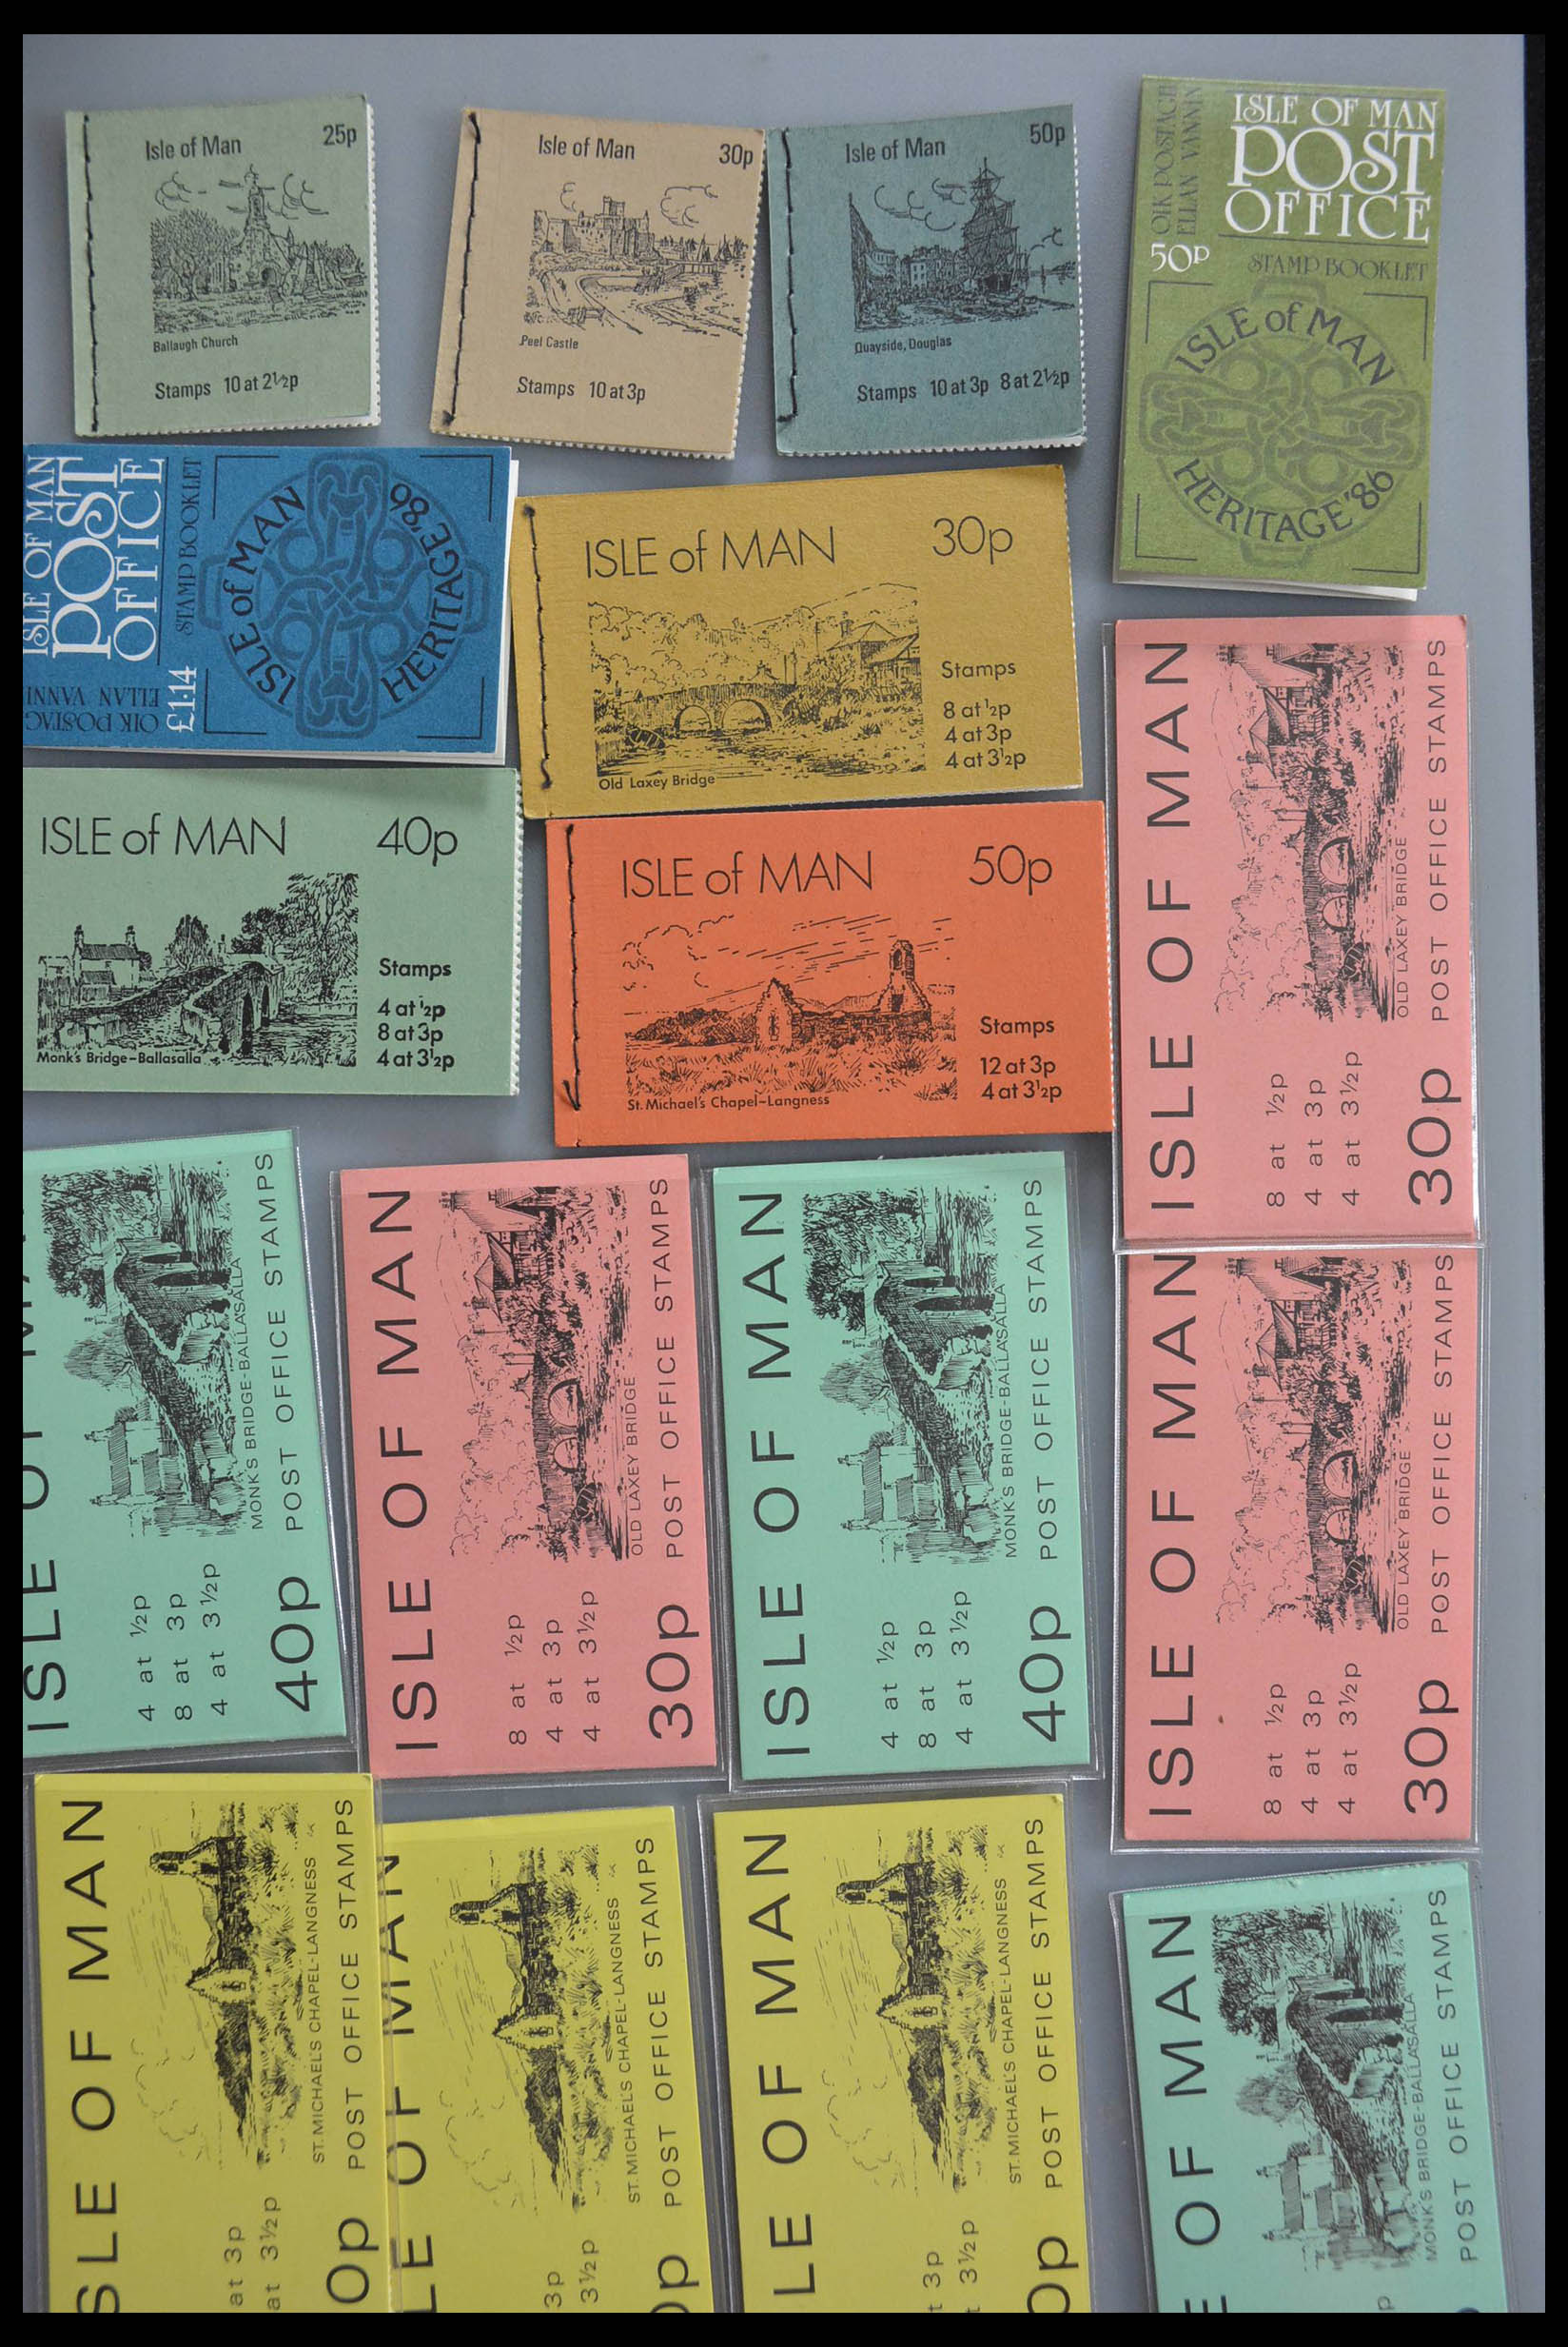 Isle of Man 25p
Ballaugh Church
Stamps 10 at 2½p
Isle of Man 30p
Peel Castle
Stamps 10 at 3p
Isle of Man 50p
Quayside, Douglas
Stamps 10 at 3p 8 at 2½p
OIK POSTAGH
ELLAN VANNIN
ISLE OF MAN
POST
OFFICE
50P
STAMP BOOKLET
ISLE of MAN
HERITAGE '86
ISLE OF MAN
POST
OFFICE
STAMP BOOKLET
OIK POSTAG
ELLAN VANNI
£1.14
ISLE of MAN
HERITAGE '86
ISLE of MAN 30p
Stamps
8 at ½p
4 at 3p
4 at 3½p
Old Laxey Bridge
ISLE OF MAN
OLD LAXEY BRIDGE
POST OFFICE STAMPS
8 at ½p
4 at 3p
4 at 3½p
30p
ISLE of MAN 40p
Stamps
4 at ½p
8 at 3p
4 at 3½p
Monk's Bridge-Ballasalla
ISLE of MAN 50p
Stamps
12 at 3p
4 at 3½p
St. Michael's Chapel-Langness
ISLE OF
MONK'S BRIDGE-BALLASALLA
POST OFFICE STAMPS
4 at ½p
8 at 3p
4 at 3½p
40p
ISLE OF MAN
OLD LAXEY BRIDGE
POST OFFICE STAMPS
8 at ½p
4 at 3p
4 at 3½p
30p
ISLE OF MAN
MONK'S BRIDGE-BALLASALLA
POST OFFICE STAMPS
4 at ½p
8 at 3p
4 at 3½p
40p
ISLE OF MAN
OLD LAXEY BRIDGE
POST OFFICE STAMPS
8 at ½p
4 at 3p
4 at 3½p
30p
SLE OF MAN
ST. MICHAEL'S CHAPEL-LANGNESS
POST OFFICE STAMPS
at 3p
at 3½p
0p
LE OF MAN
ST. MICHAEL'S CHAPEL-LANGNESS
POST OFFICE STAMPS
3p
3½p
0p
LE OF MAN
ST. MICHAEL'S CHAPEL-LANGNESS
POST OFFICE STAMPS
t 3p
3½p
0p
E OF MAN
MONK'S BRIDGE-BALLASALLA
POST OFFICE STAMPS
p